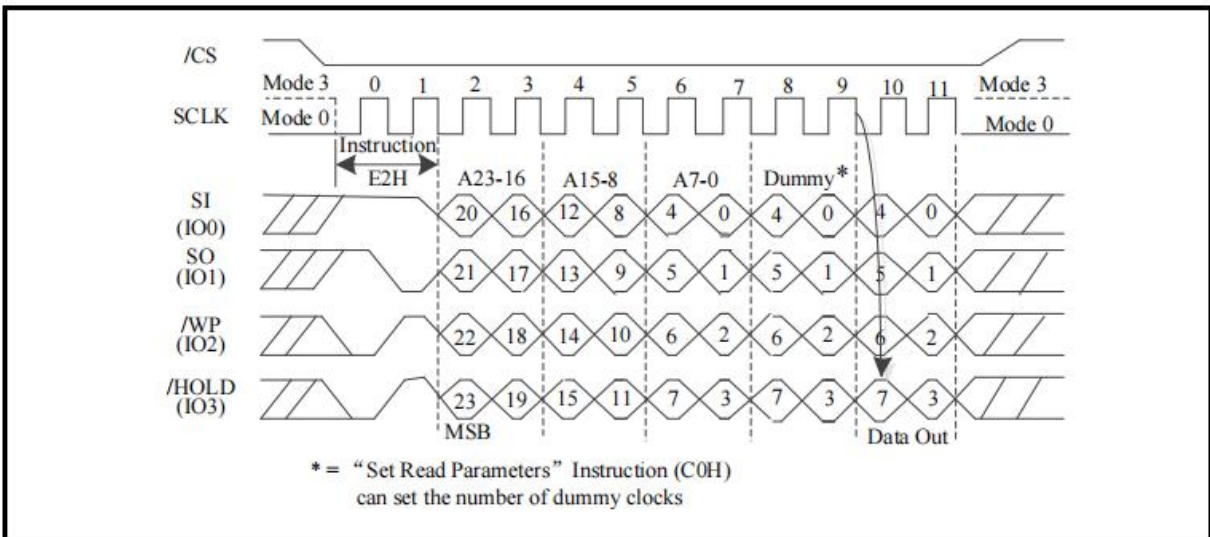 /CS
Mode 3 0 1 2 3 4 5 6 7 8 9 10 11 Mode 3
SCLK Mode 0 Mode 0
Instruction
E2H A23-16 A15-8 A7-0 Dummy*
SI
(IO0) 20 16 12 8 4 0 4 0 4 0
SO
(IO1) 21 17 13 9 5 1 5 1 5 1
/WP
(IO2) 22 18 14 10 6 2 6 2 6 2
/HOLD
(IO3) 23 19 15 11 7 3 7 3 7 3
MSB Data Out
* = “Set Read Parameters” Instruction (C0H)
can set the number of dummy clocks